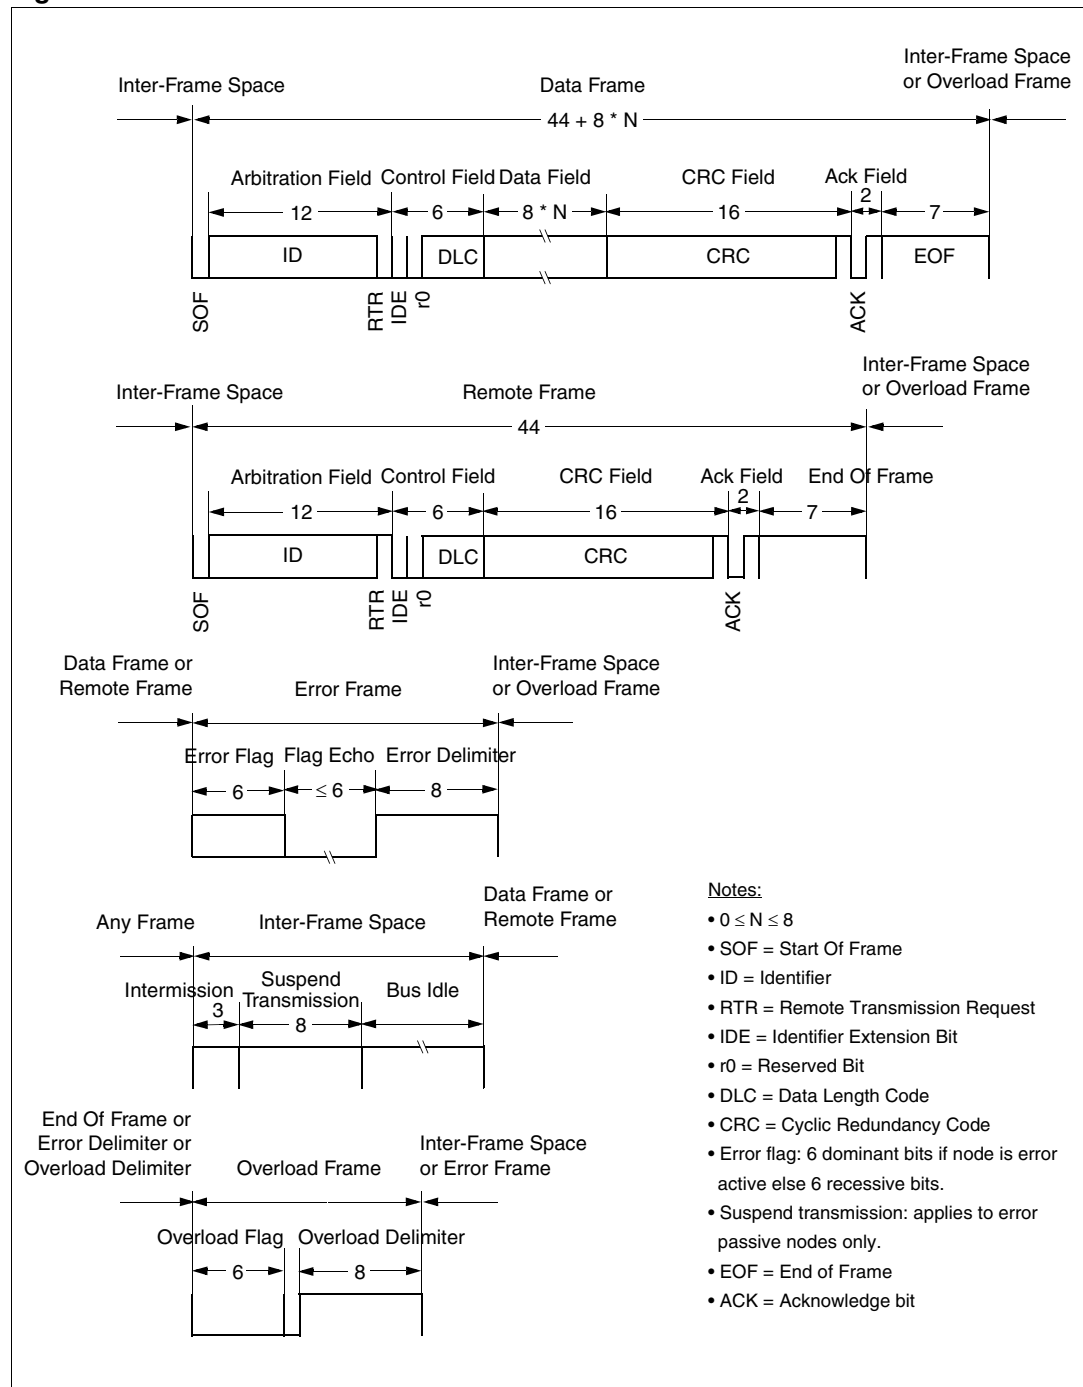 Inter-Frame Space
or Overload Frame
Inter-Frame Space
Data Frame
44 + 8 * N
Arbitration Field
Control Field
Data Field
CRC Field
Ack Field
12
6
8 * N
16
2
7
ID
DLC
CRC
EOF
SOF
RTR
IDE
r0
ACK
Inter-Frame Space
or Overload Frame
Inter-Frame Space
Remote Frame
44
Arbitration Field
Control Field
CRC Field
Ack Field
End Of Frame
12
6
16
2
7
ID
DLC
CRC
SOF
RTR
IDE
r0
ACK
Data Frame or
Remote Frame
Error Frame
Inter-Frame Space
or Overload Frame
Error Flag
Flag Echo
Error Delimiter
6
≤ 6
8
Any Frame
Inter-Frame Space
Data Frame or
Remote Frame
Intermission
Suspend
Transmission
Bus Idle
3
8
End Of Frame or
Error Delimiter or
Overload Delimiter
Overload Frame
Inter-Frame Space
or Error Frame
Overload Flag
Overload Delimiter
6
8
Notes:
• 0 ≤ N ≤ 8
• SOF = Start Of Frame
• ID = Identifier
• RTR = Remote Transmission Request
• IDE = Identifier Extension Bit
• r0 = Reserved Bit
• DLC = Data Length Code
• CRC = Cyclic Redundancy Code
• Error flag: 6 dominant bits if node is error
active else 6 recessive bits.
• Suspend transmission: applies to error
passive nodes only.
• EOF = End of Frame
• ACK = Acknowledge bit